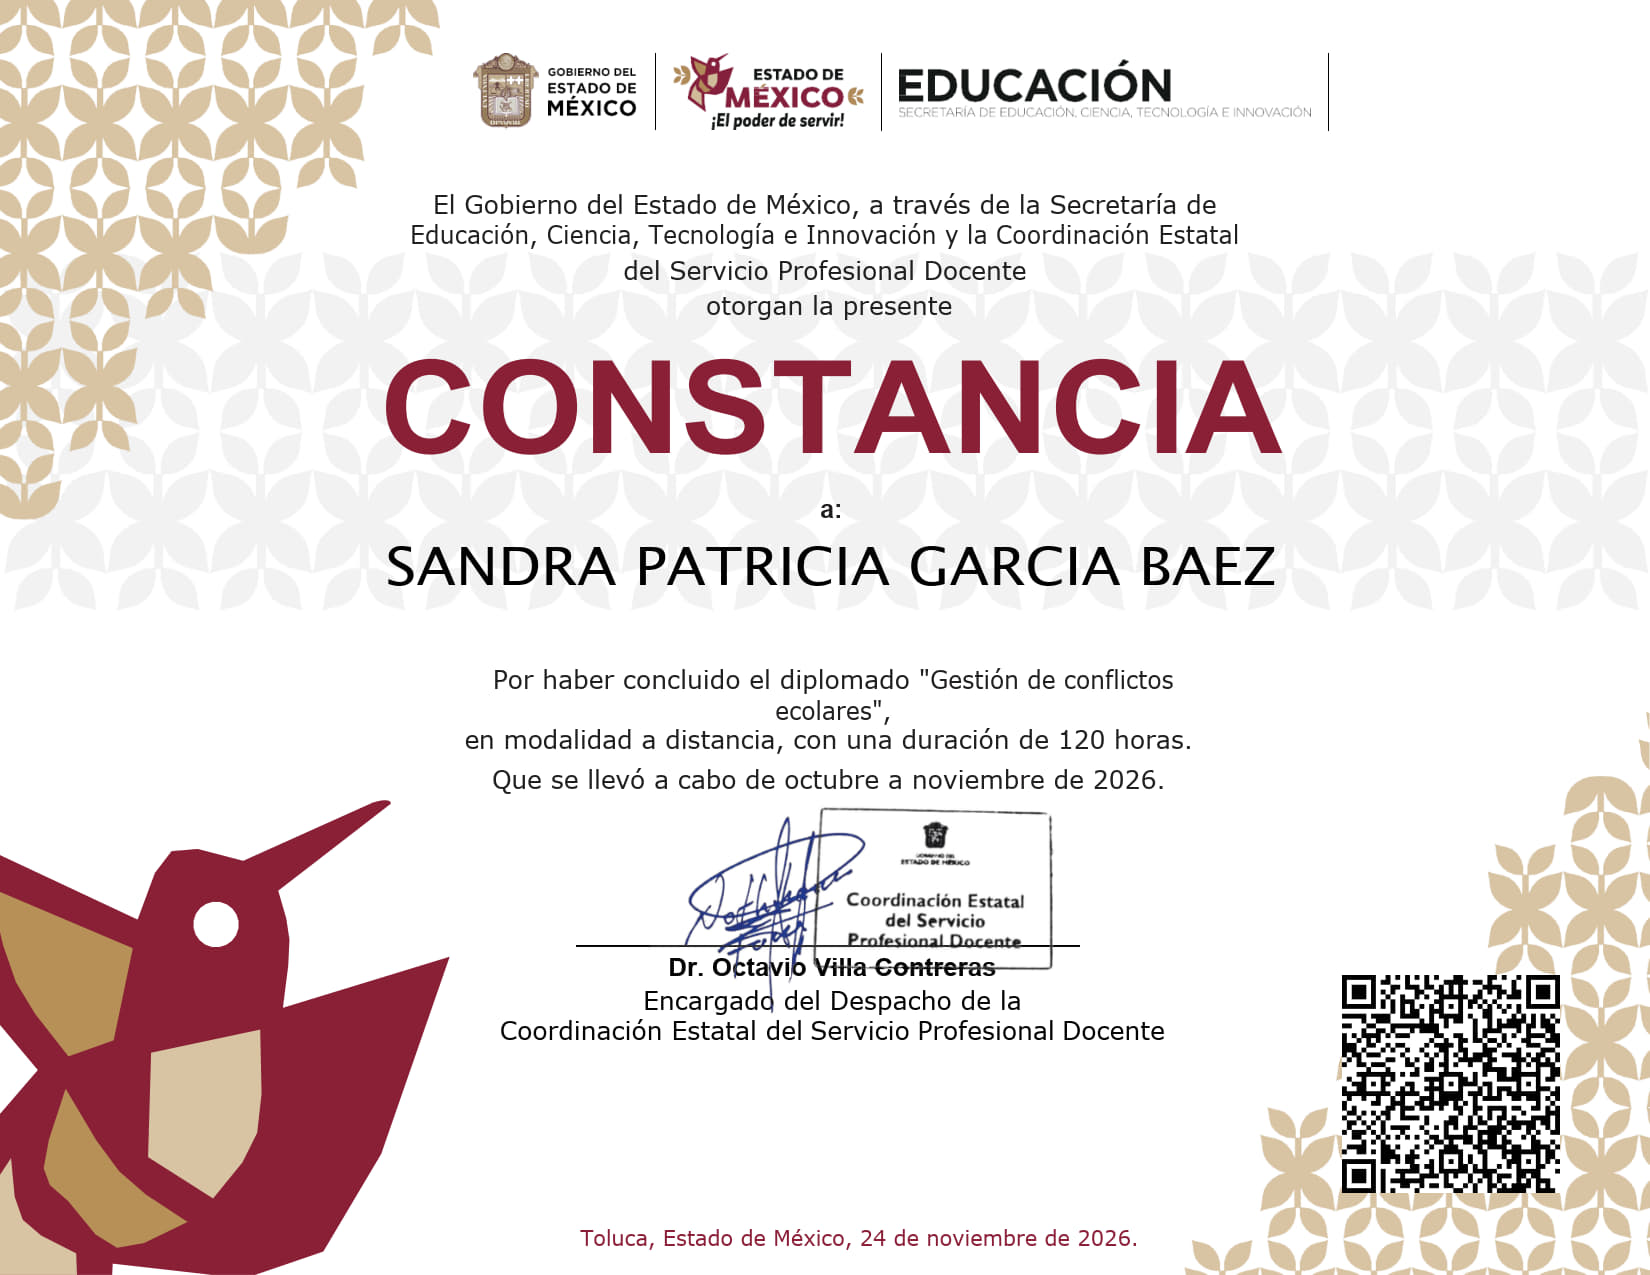 GOBIERNO DEL
ESTADO DE
MÉXICO
ESTADO DE
MÉXICO
¡El poder de servir!
EDUCACIÓN
SECRETARÍA DE EDUCACIÓN, CIENCIA, TECNOLOGÍA E INNOVACIÓN
El Gobierno del Estado de México, a través de la Secretaría de
Educación, Ciencia, Tecnología e Innovación y la Coordinación Estatal
del Servicio Profesional Docente
otorgan la presente
CONSTANCIA
a:
SANDRA PATRICIA GARCIA BAEZ
Por haber concluido el diplomado "Gestión de conflictos
ecolares",
en modalidad a distancia, con una duración de 120 horas.
Que se llevó a cabo de octubre a noviembre de 2026.
GOBIERNO DEL
ESTADO DE MÉXICO
Coordinación Estatal
del Servicio
Profesional Docente
Dr. Octavio Villa Contreras
Encargado del Despacho de la
Coordinación Estatal del Servicio Profesional Docente
Toluca, Estado de México, 24 de noviembre de 2026.